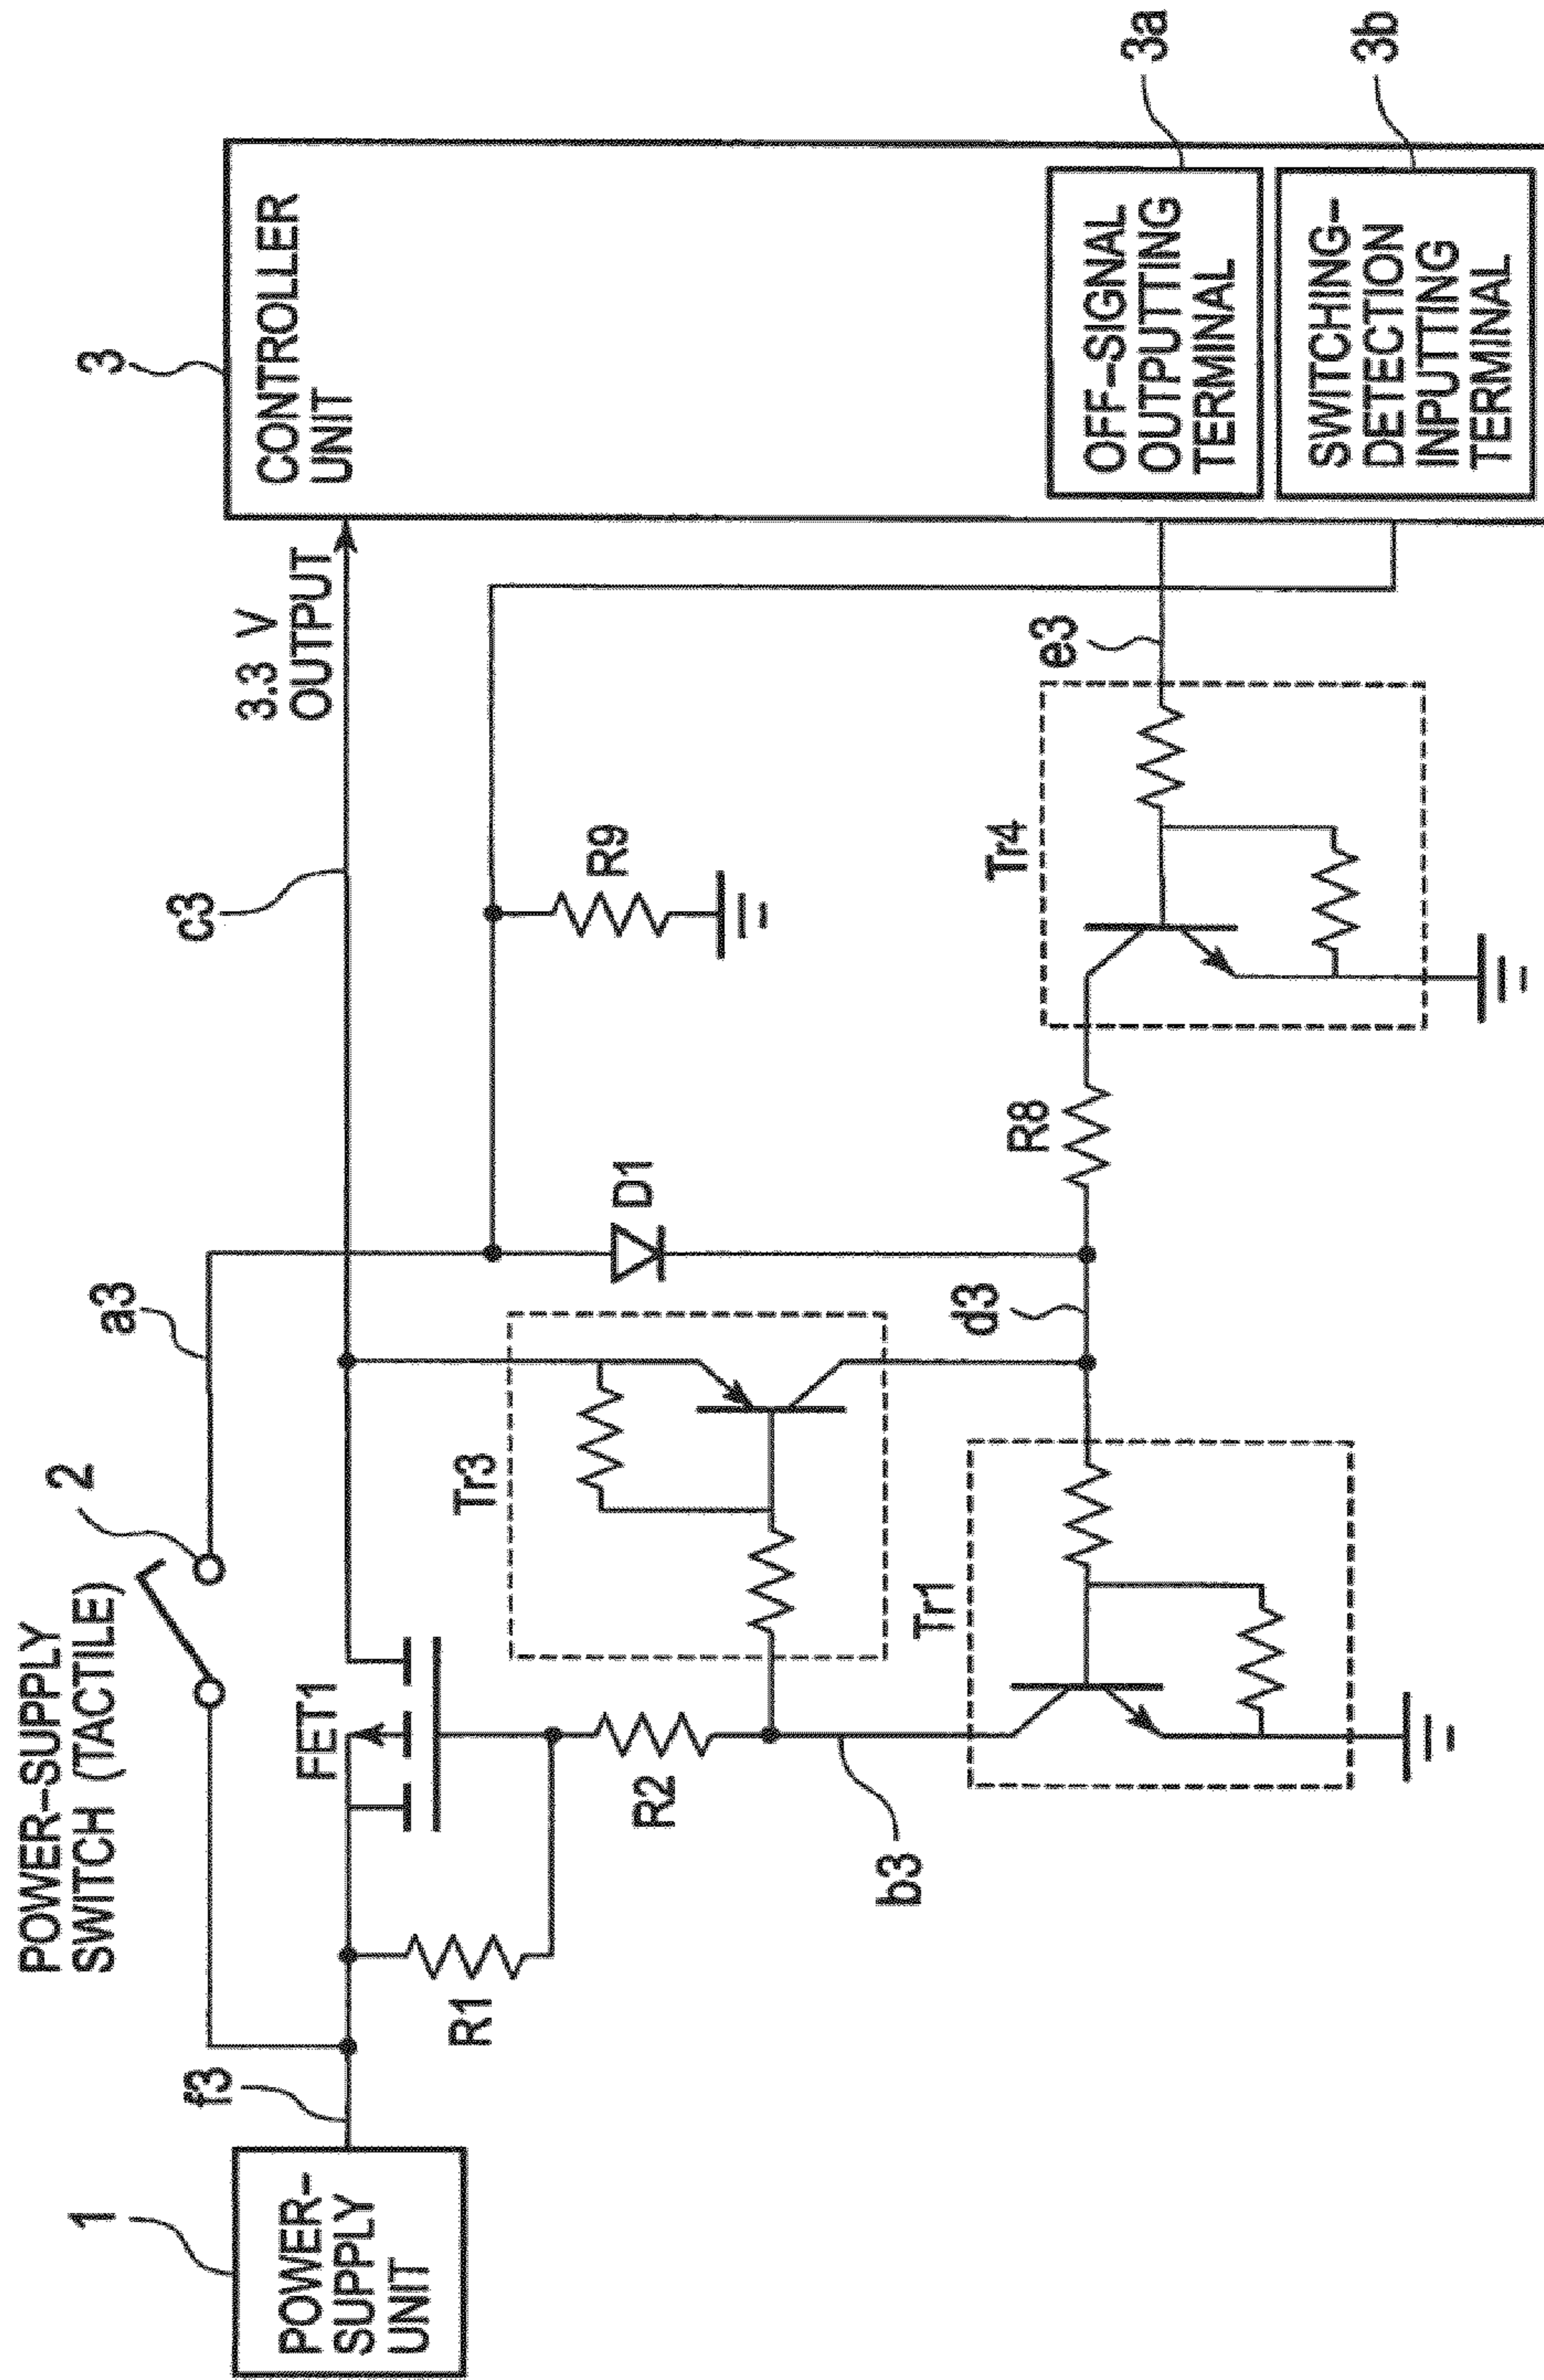 POWER-SUPPLY
SWITCH (TACTILE)
2
a3
c3
3
1
POWER-
SUPPLY
UNIT
f3
FET1
3.3 V
OUTPUT
CONTROLLER
UNIT
R1
R2
Tr3
D1
R9
b3
Tr1
d3
R8
Tr4
e3
OFF-SIGNAL
OUTPUTTING
TERMINAL
3a
SWITCHING-
DETECTION
INPUTTING
TERMINAL
3b